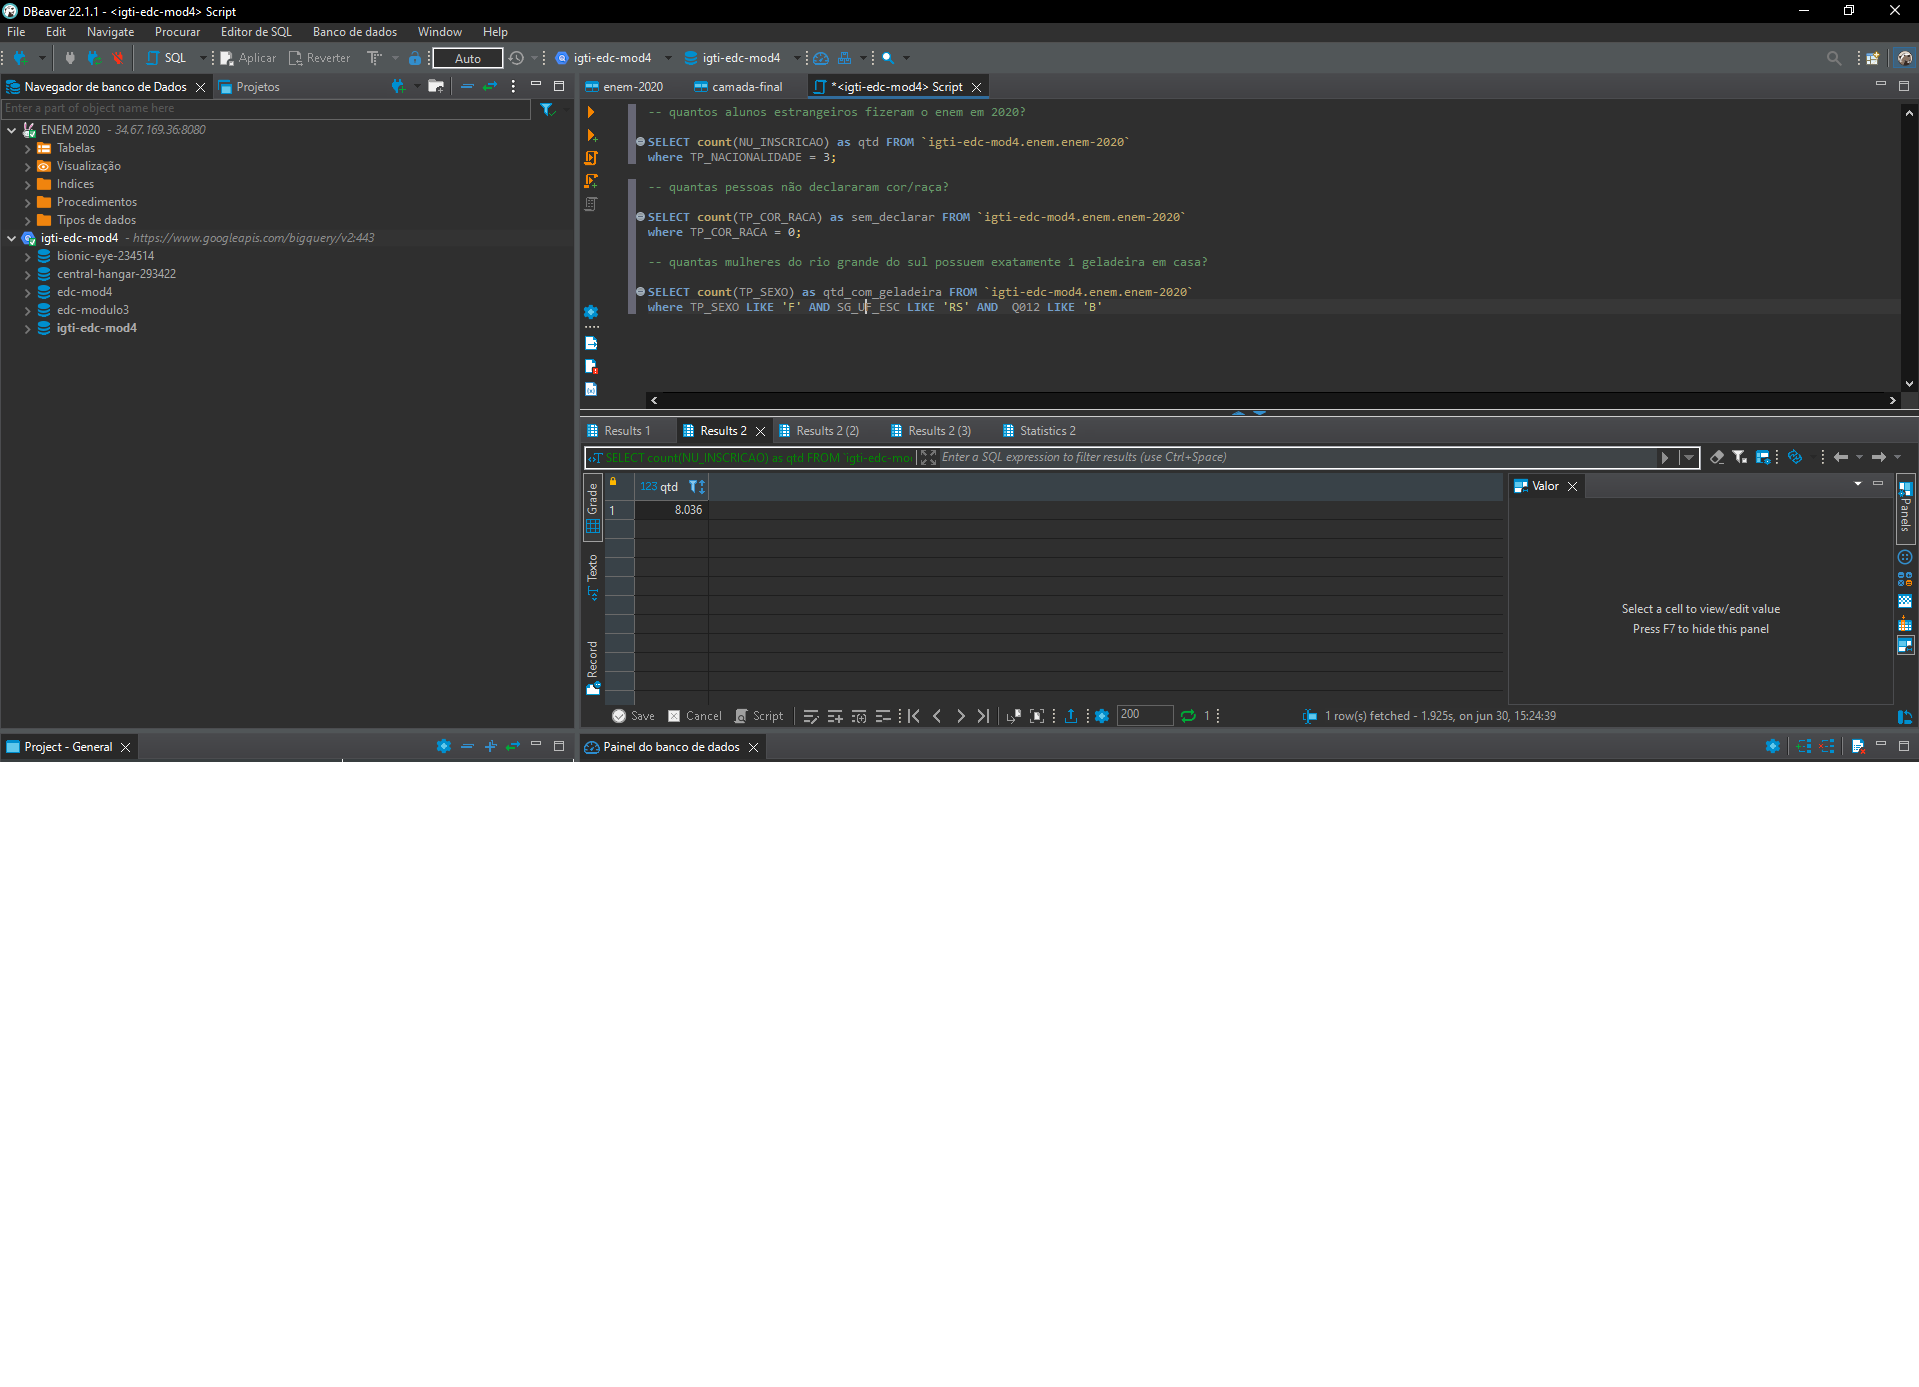 DBeaver 22.1.1 - <igti-edc-mod4> Script
File Edit Navigate Procurar Editor de SQL Banco de dados Window Help
SQL Aplicar Reverter Auto igti-edc-mod4 igti-edc-mod4
Navegador de banco de Dados Projetos
Enter a part of object name here
ENEM 2020 - 34.67.169.36:8080
Tabelas
Visualização
Indices
Procedimentos
Tipos de dados
igti-edc-mod4 - https://www.googleapis.com/bigquery/v2:443
bionic-eye-234514
central-hangar-293422
edc-mod4
edc-modulo3
igti-edc-mod4
enem-2020 camada-final *<igti-edc-mod4> Script
-- quantos alunos estrangeiros fizeram o enem em 2020?
SELECT count(NU_INSCRICAO) as qtd FROM `igti-edc-mod4.enem.enem-2020`
where TP_NACIONALIDADE = 3;
-- quantas pessoas não declararam cor/raça?
SELECT count(TP_COR_RACA) as sem_declarar FROM `igti-edc-mod4.enem.enem-2020`
where TP_COR_RACA = 0;
-- quantas mulheres do rio grande do sul possuem exatamente 1 geladeira em casa?
SELECT count(TP_SEXO) as qtd_com_geladeira FROM `igti-edc-mod4.enem.enem-2020`
where TP_SEXO LIKE 'F' AND SG_UF_ESC LIKE 'RS' AND  Q012 LIKE 'B'
Results 1 Results 2 Results 2 (2) Results 2 (3) Statistics 2
SELECT count(NU_INSCRICAO) as qtd FROM `igti-edc-mo Enter a SQL expression to filter results (use Ctrl+Space)
Grade
Texto
Record
123 qtd
1 8.036
Valor
Select a cell to view/edit value
Press F7 to hide this panel
Panels
Save Cancel Script 200 1 1 row(s) fetched - 1.925s, on jun 30, 15:24:39
Project - General
Painel do banco de dados